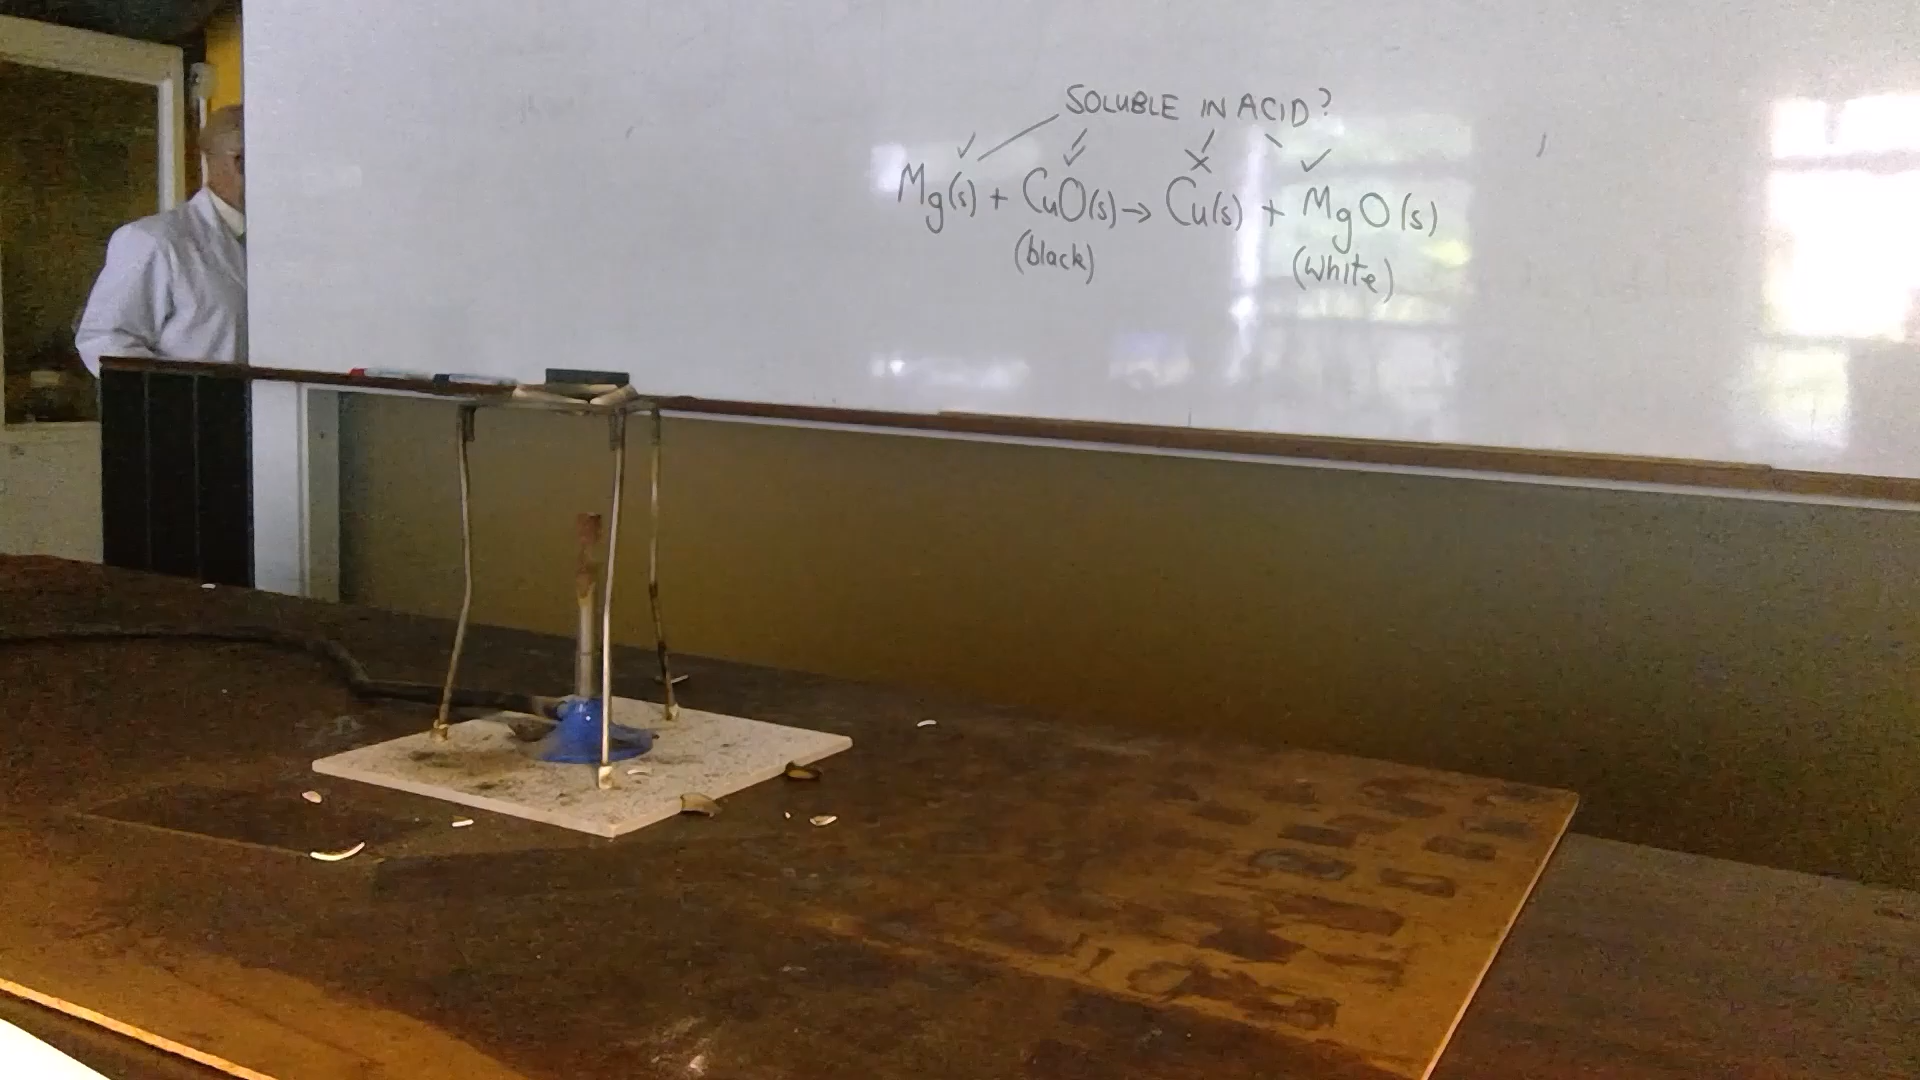 SOLUBLE IN ACID?
✓ ✓ × ✓
Mg(s) + CuO(s) → Cu(s) + MgO(s)
(black) (white)